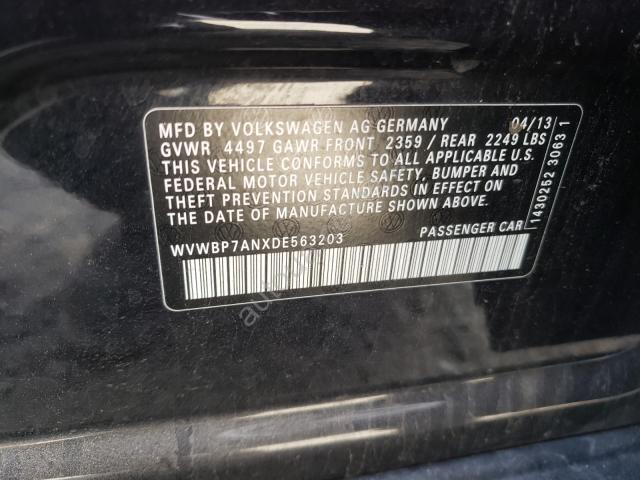 MFD BY VOLKSWAGEN AG GERMANY 04/13
GVWR 4497 GAWR FRONT 2359 / REAR 2249 LBS
THIS VEHICLE CONFORMS TO ALL APPLICABLE U.S.
FEDERAL MOTOR VEHICLE SAFETY, BUMPER AND
THEFT PREVENTION STANDARDS IN EFFECT ON
THE DATE OF MANUFACTURE SHOWN ABOVE.
WVWBP7ANXDE563203 PASSENGER CAR
1430252 30631